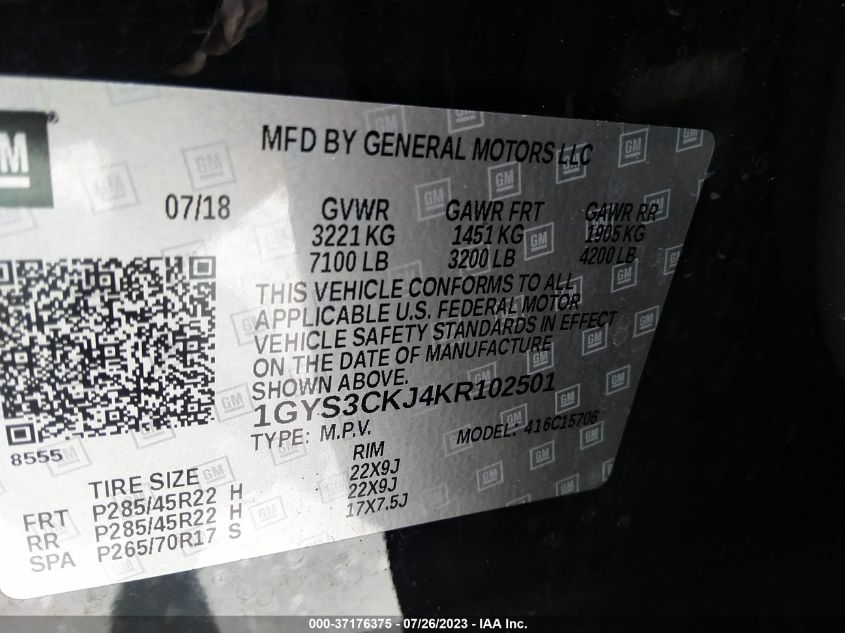 GM ®
MFD BY GENERAL MOTORS LLC
07/18 GVWR GAWR FRT GAWR RR
3221 KG 1451 KG 1905 KG
7100 LB 3200 LB 4200 LB
THIS VEHICLE CONFORMS TO ALL
APPLICABLE U.S. FEDERAL MOTOR
VEHICLE SAFETY STANDARDS IN EFFECT
ON THE DATE OF MANUFACTURE
SHOWN ABOVE.
1GYS3CKJ4KR102501
TYPE: M.P.V. MODEL: 416C15706
8555
TIRE SIZE RIM
FRT P285/45R22 H 22X9J
RR P285/45R22 H 22X9J
SPA P265/70R17 S 17X7.5J
000-37176375 - 07/26/2023 - IAA Inc.